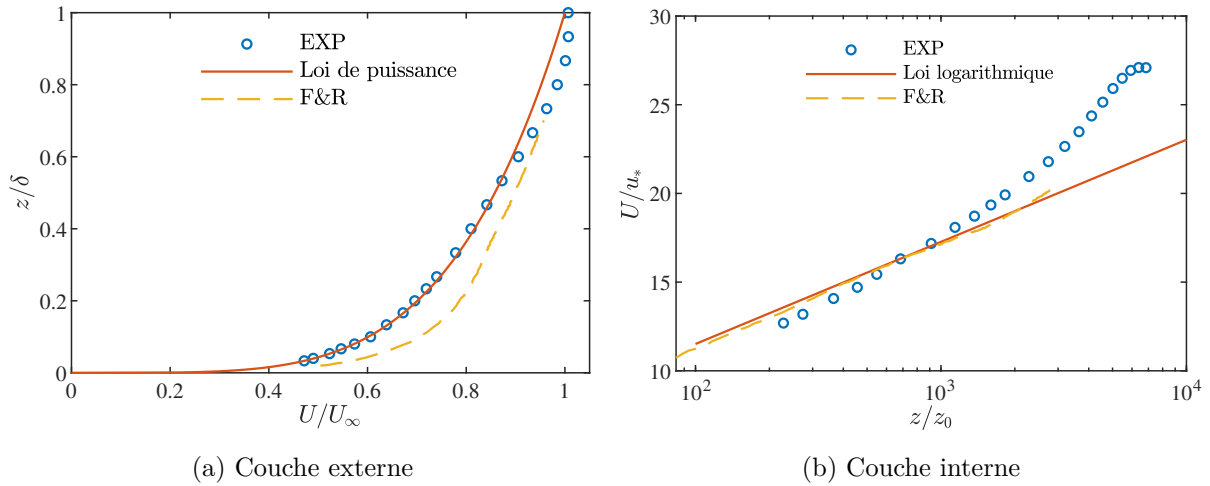 1
0.8
0.6
0.4
0.2
0
z/δ
EXP
Loi de puissance
F&R
0 0.2 0.4 0.6 0.8 1
U/U∞
(a) Couche externe
30
25
20
15
10
U/u*
EXP
Loi logarithmique
F&R
10² 10³ 10⁴
z/z₀
(b) Couche interne